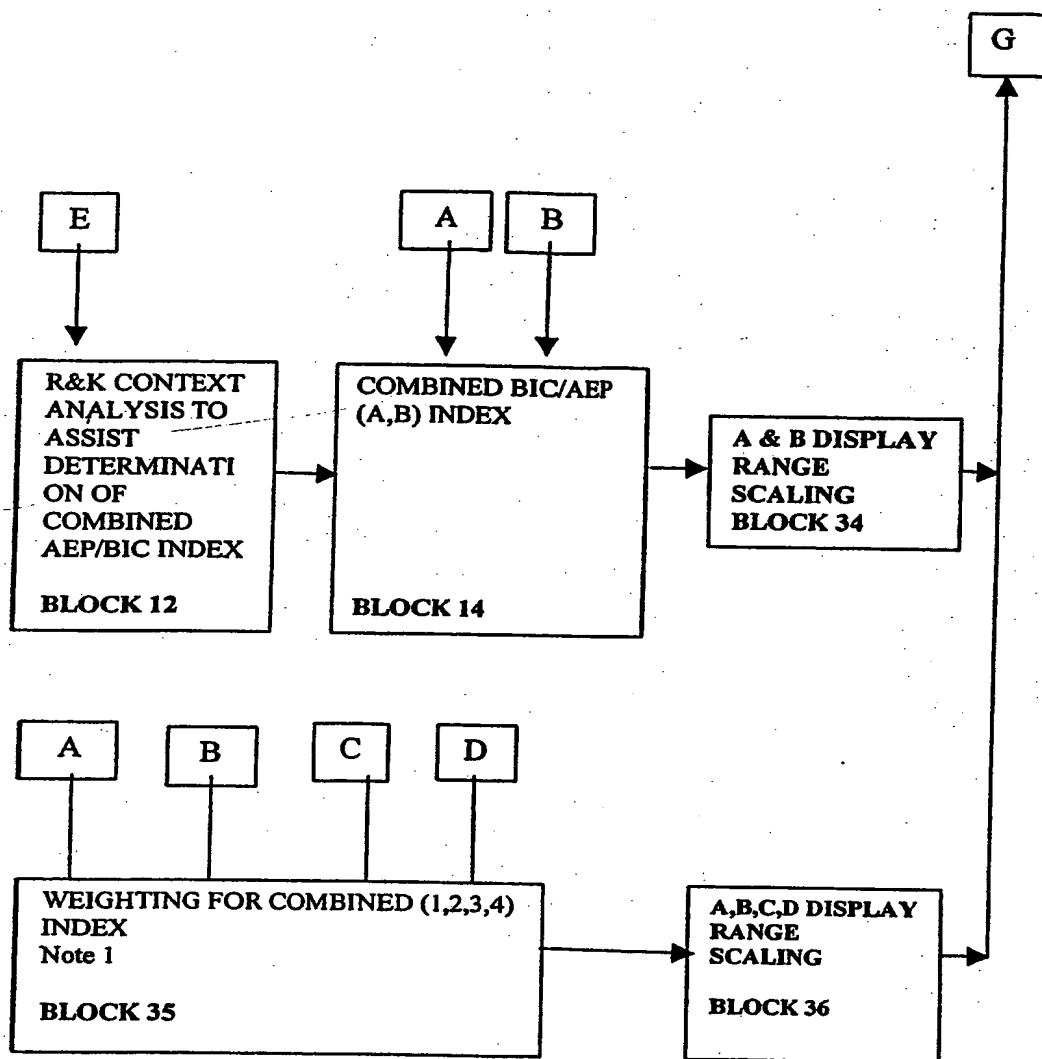 G
E
A
B
R&K CONTEXT
ANALYSIS TO
ASSIST
DETERMINATI
ON OF
COMBINED
AEP/BIC INDEX
BLOCK 12
COMBINED BIC/AEP
(A,B) INDEX
BLOCK 14
A & B DISPLAY
RANGE
SCALING
BLOCK 34
A
B
C
D
WEIGHTING FOR COMBINED (1,2,3,4)
INDEX
Note 1
BLOCK 35
A,B,C,D DISPLAY
RANGE
SCALING
BLOCK 36